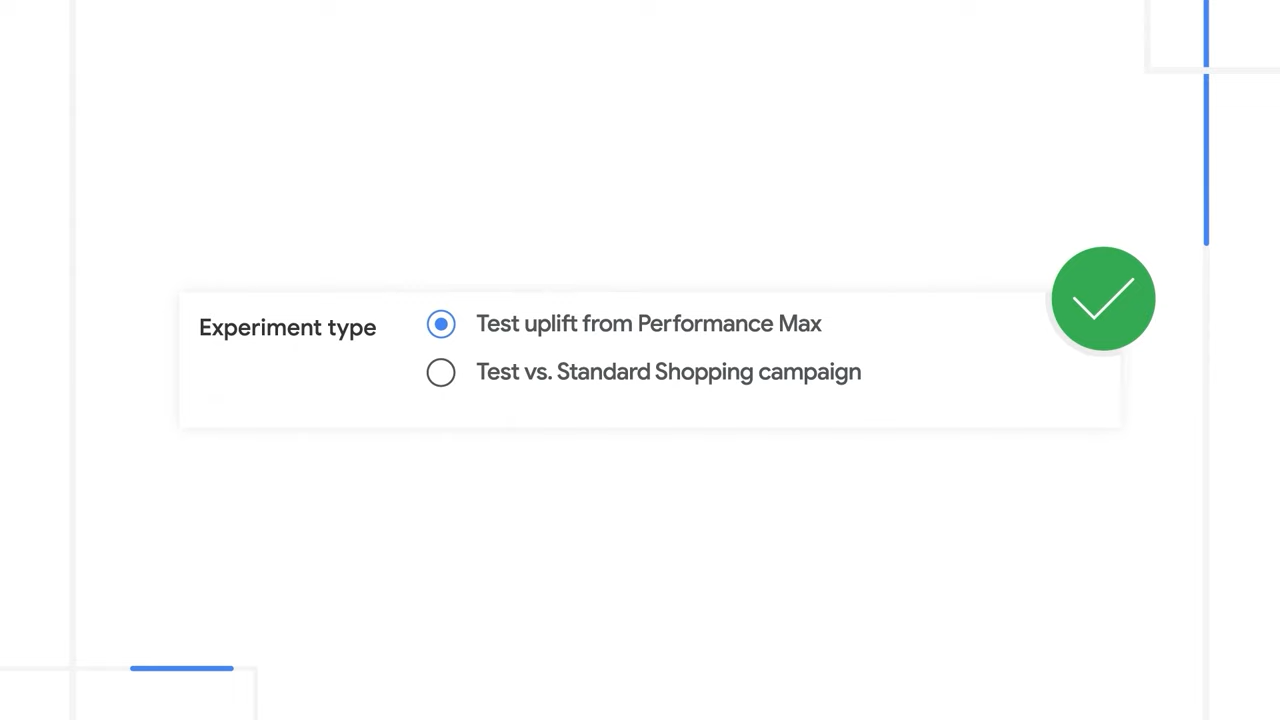 Experiment type
Test uplift from Performance Max
Test vs. Standard Shopping campaign